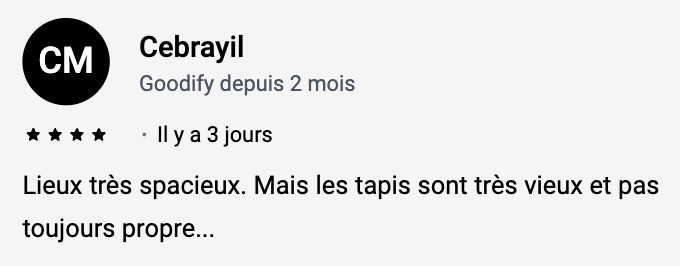 CM
Cebrayil
Goodify depuis 2 mois
★★★★ · Il y a 3 jours
Lieux très spacieux. Mais les tapis sont très vieux et pas
toujours propre...